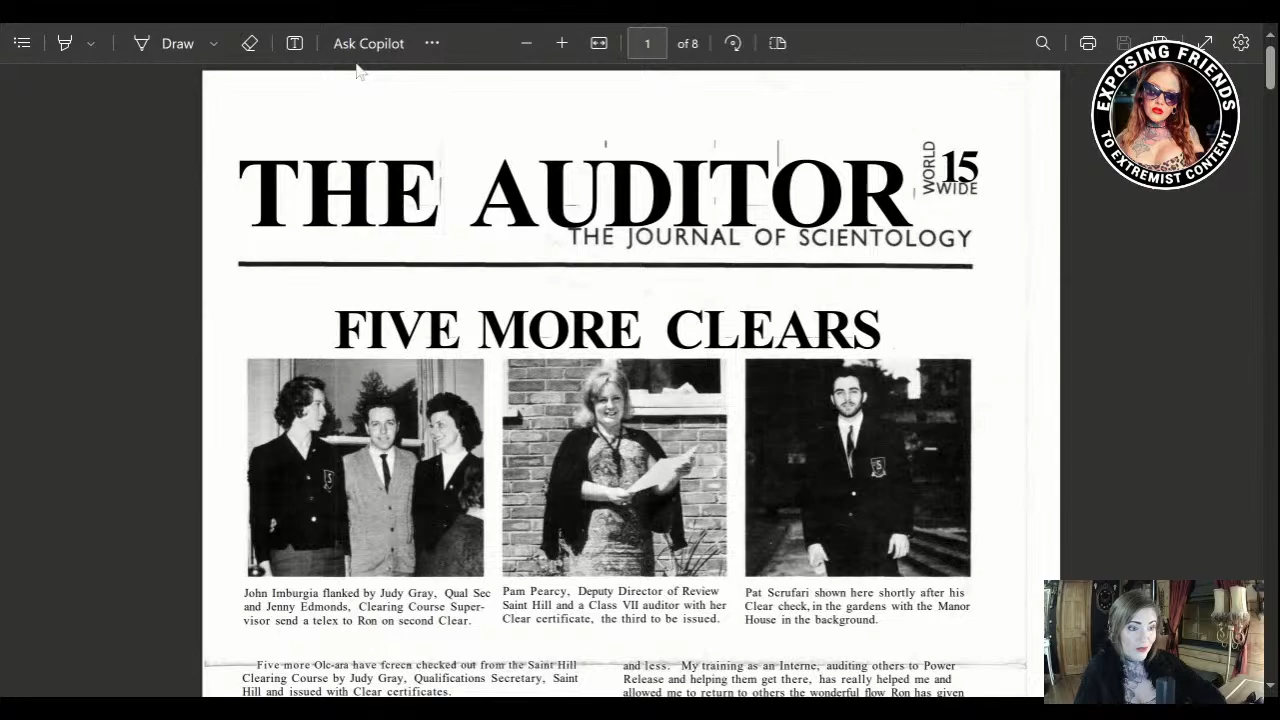 Draw
Ask Copilot
1
of 8
EXPOSING FRIENDS
TO EXTREMIST CONTENT
THE AUDITOR
WORLD
WIDE
15
THE JOURNAL OF SCIENTOLOGY
FIVE MORE CLEARS
John Imburgia flanked by Judy Gray, Qual Sec
and Jenny Edmonds, Clearing Course Super-
visor send a telex to Ron on second Clear.
Pam Pearcy, Deputy Director of Review
Saint Hill and a Class VII auditor with her
Clear certificate, the third to be issued.
Pat Scrufari shown here shortly after his
Clear check, in the gardens with the Manor
House in the background.
Five more Olc-ara have fcrecn checked out from the Saint Hill
Clearing Course by Judy Gray, Qualifications Secretary, Saint
Hill and issued with Clear certificates.
and less. My training as an Interne, auditing others to Power
Release and helping them get there, has really helped me and
allowed me to return to others the wonderful flow Ron has given